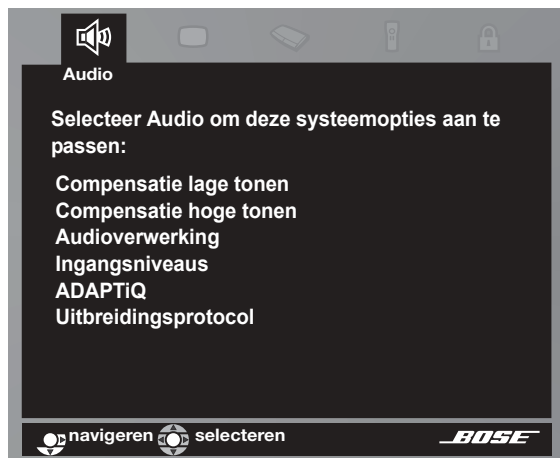 Audio
Selecteer Audio om deze systeemopties aan te
passen:
Compensatie lage tonen
Compensatie hoge tonen
Audioverwerking
Ingangsniveaus
ADAPTiQ
Uitbreidingsprotocol
navigeren selecteren BOSE